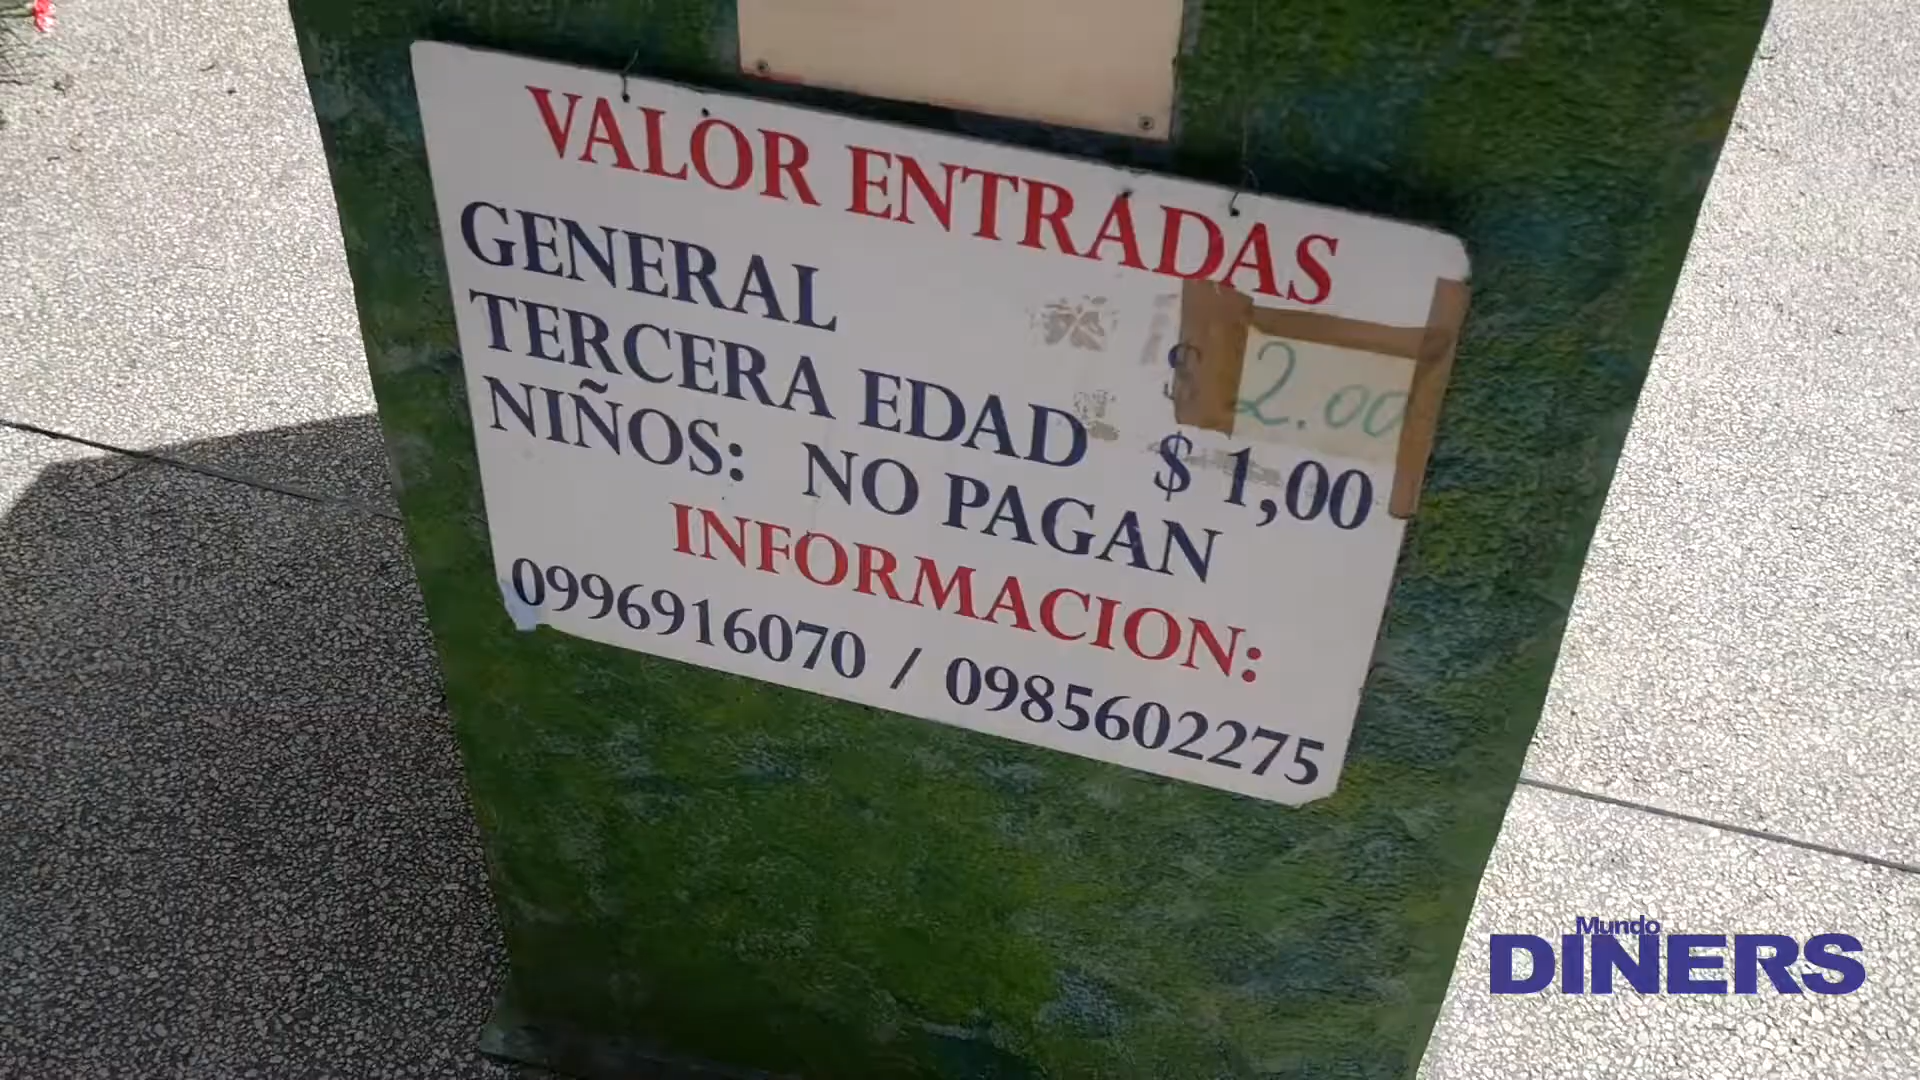 VALOR ENTRADAS
GENERAL $ 2.00
TERCERA EDAD $ 1,00
NIÑOS: NO PAGAN
INFORMACION:
0996916070 / 0985602275
Mundo
DINERS